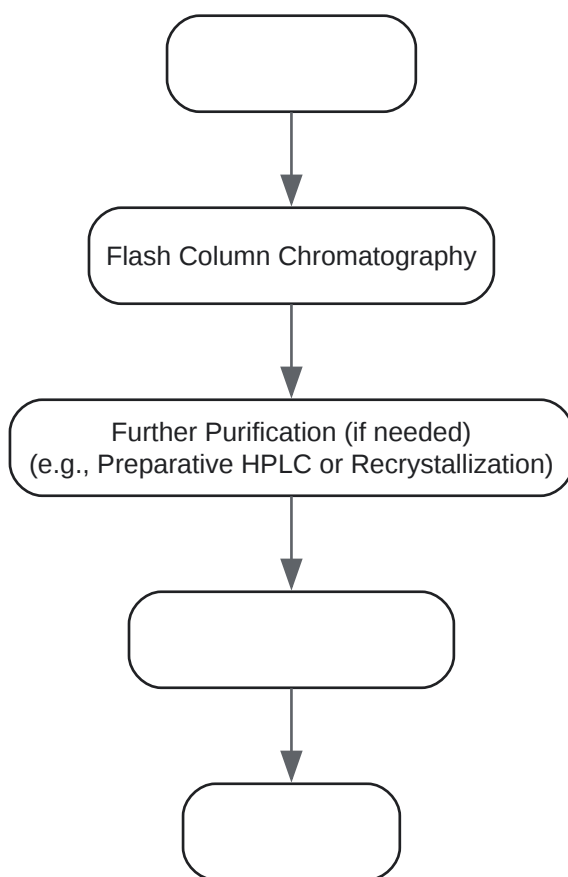 Flash Column Chromatography
Further Purification (if needed)
(e.g., Preparative HPLC or Recrystallization)